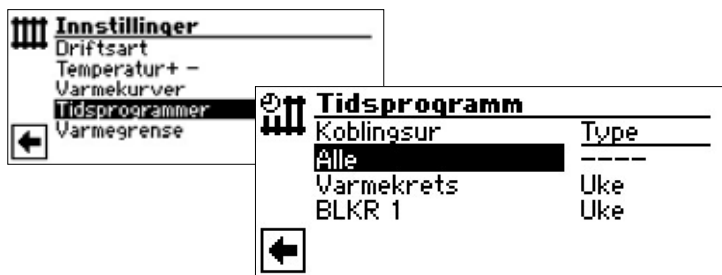 Innstillinger
Driftsart
Temperatur+ -
Varmekurver
Tidsprogrammer
Varmegrense
Tidsprogramm
Koblingsur Type
Alle ----
Varmekrets Uke
BLKR 1 Uke